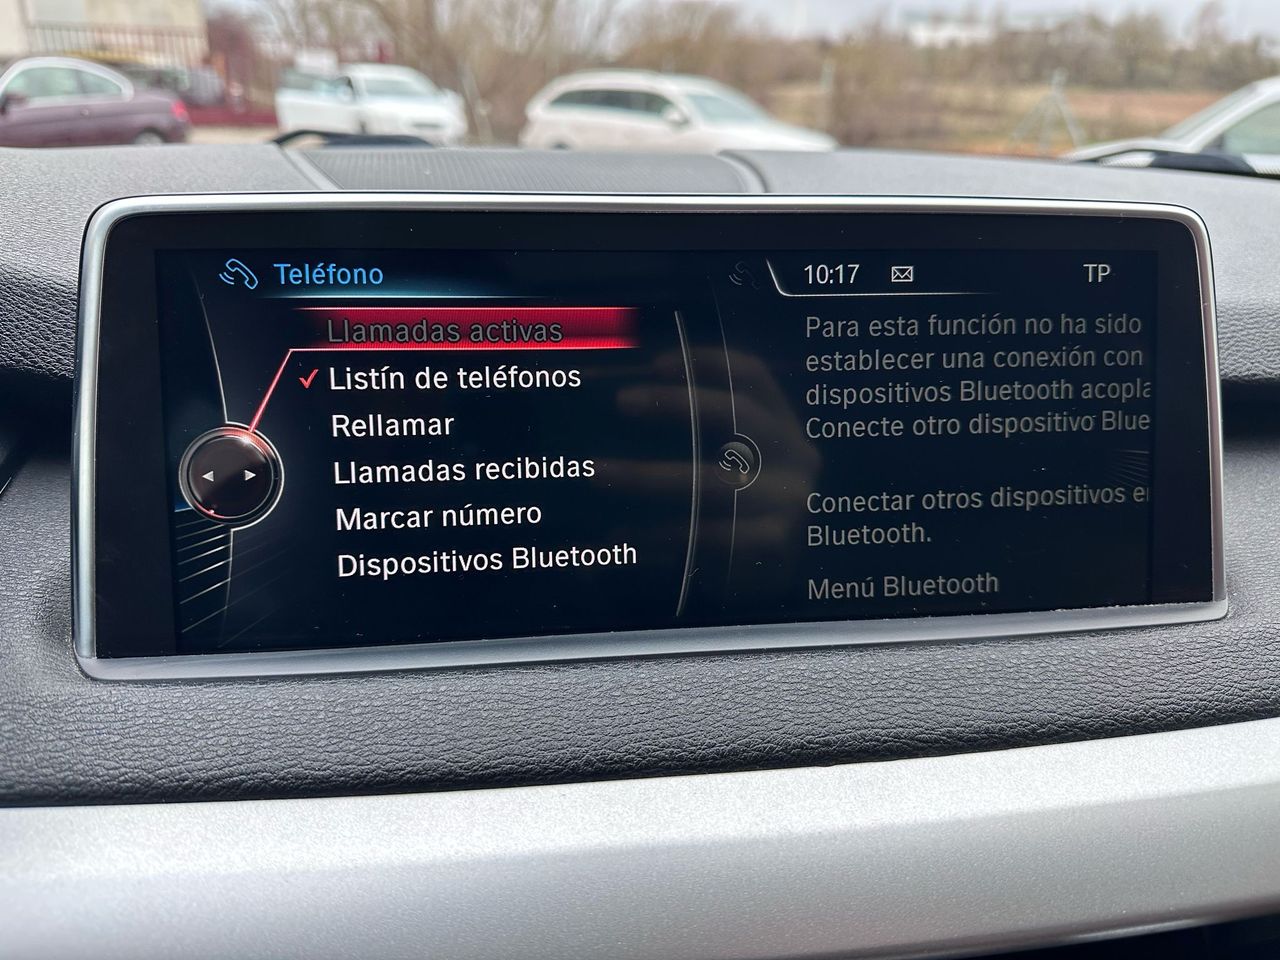 Teléfono
10:17
TP
Llamadas activas
Listín de teléfonos
Rellamar
Llamadas recibidas
Marcar número
Dispositivos Bluetooth
Para esta función no ha sido
establecer una conexión con
dispositivos Bluetooth acopla
Conecte otro dispositivo Blue
Conectar otros dispositivos e
Bluetooth.
Menú Bluetooth